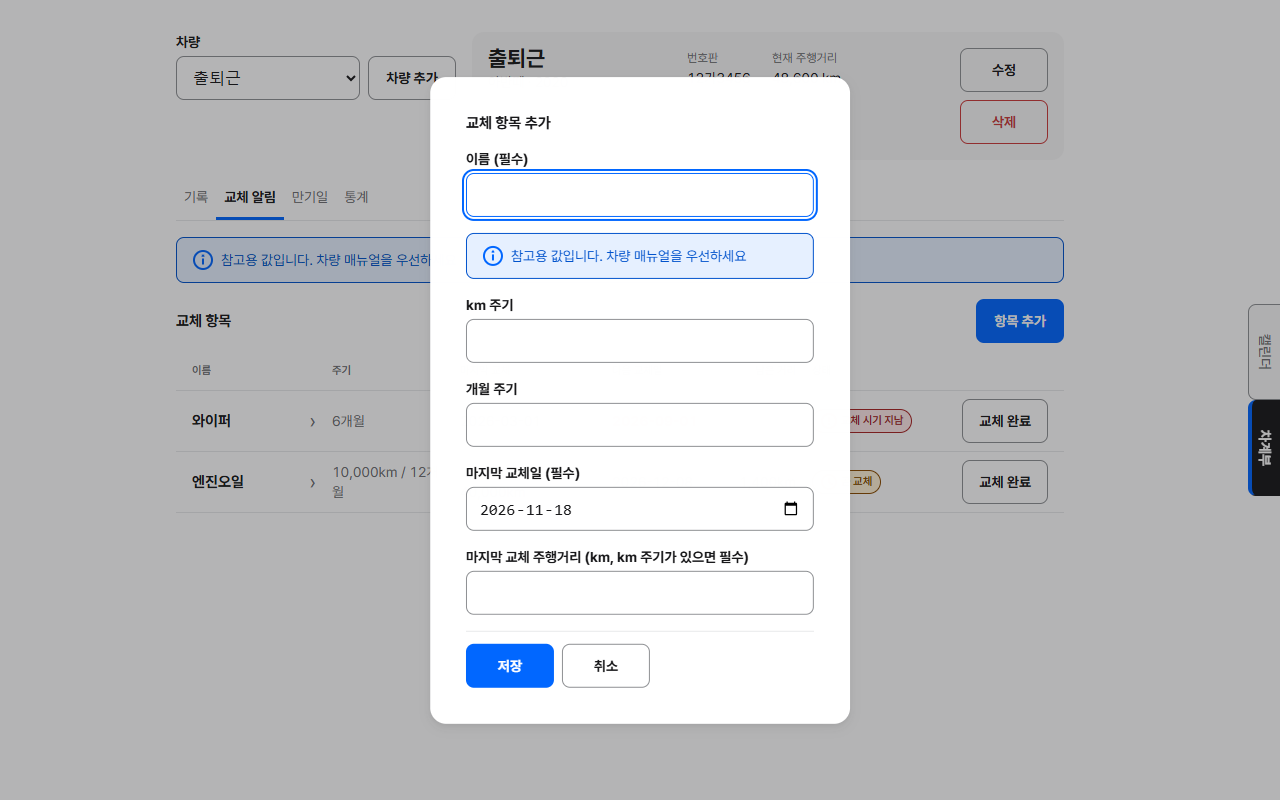 차량
출퇴근
차량 추가
출퇴근
번호판
현재 주행거리
수정
삭제
기록
교체 알림
만기일
통계
참고용 값입니다. 차량 매뉴얼을 우선하
교체 항목
항목 추가
이름
주기
와이퍼
›
6개월
체 시기 지남
교체 완료
엔진오일
›
10,000km / 12
월
교체
교체 완료
교체 항목 추가
이름 (필수)
참고용 값입니다. 차량 매뉴얼을 우선하세요
km 주기
개월 주기
마지막 교체일 (필수)
2026-11-18
마지막 교체 주행거리 (km, km 주기가 있으면 필수)
저장
취소
캘린더
차계부